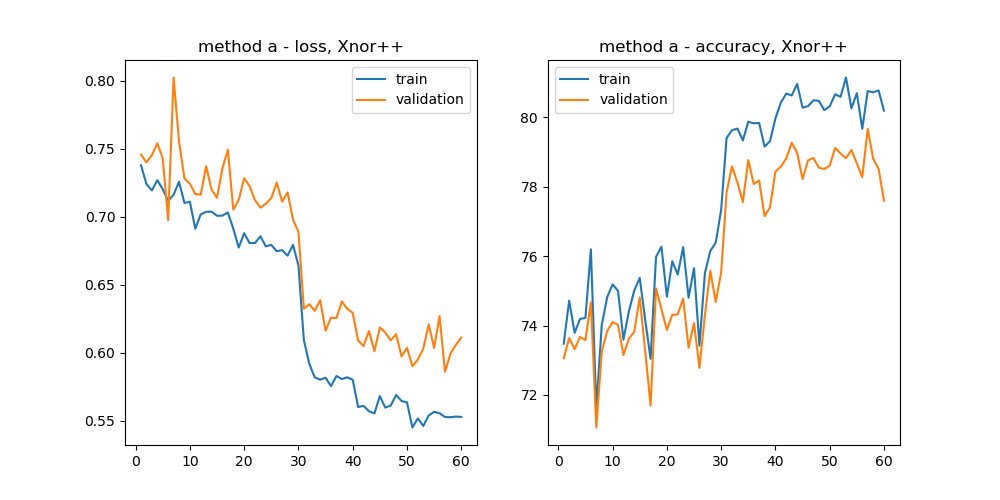 method a - loss, Xnor++
train
validation
0.80
0.75
0.70
0.65
0.60
0.55
0 10 20 30 40 50 60
method a - accuracy, Xnor++
train
validation
80
78
76
74
72
0 10 20 30 40 50 60